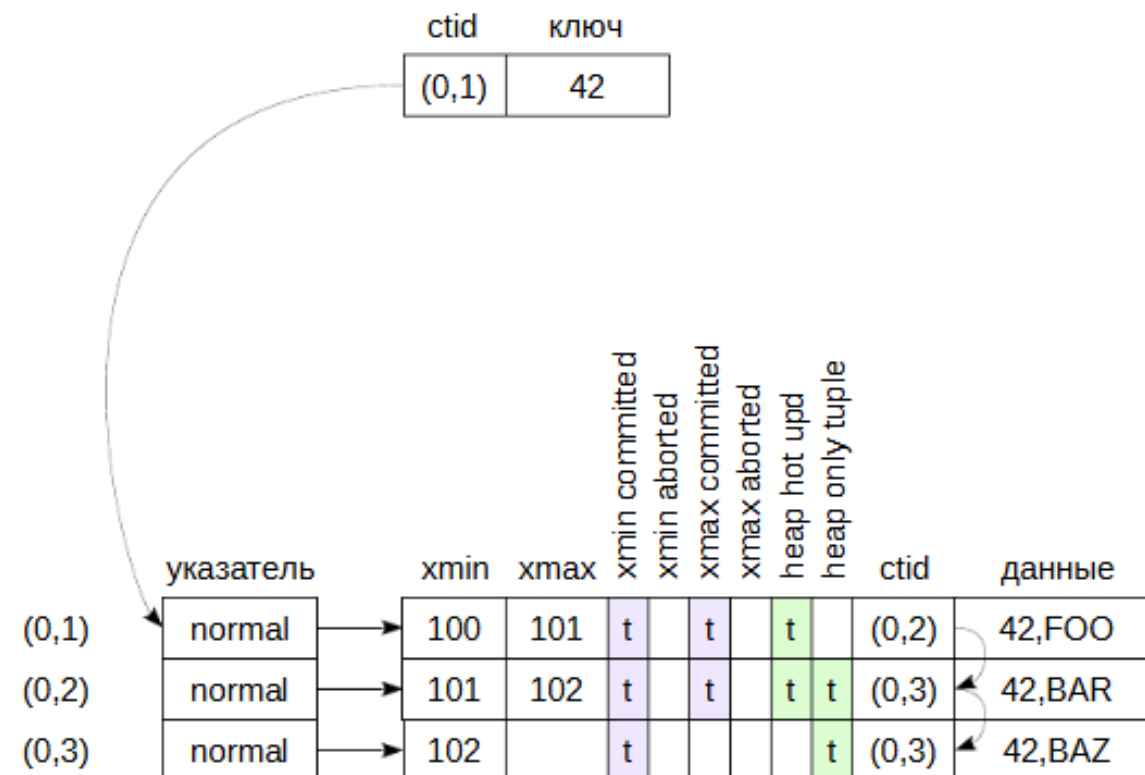 ctid ключ
(0,1) 42
xmin committed
xmin aborted
xmax committed
xmax aborted
heap hot upd
heap only tuple
указатель xmin xmax ctid данные
(0,1) normal 100 101 t t t (0,2) 42,FOO
(0,2) normal 101 102 t t t t (0,3) 42,BAR
(0,3) normal 102 t t (0,3) 42,BAZ